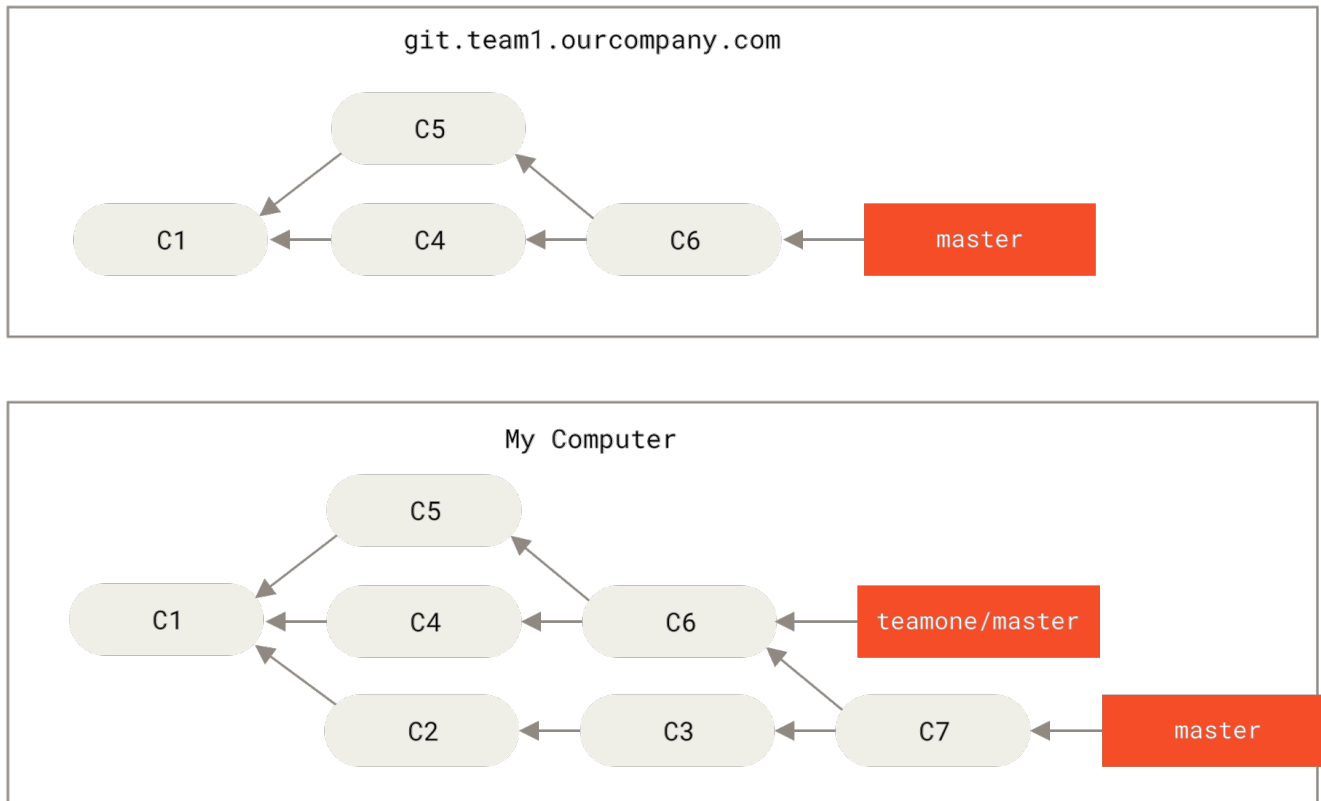 git.team1.ourcompany.com
C5
C1
C4
C6
master
My Computer
C5
C1
C4
C6
teamone/master
C2
C3
C7
master